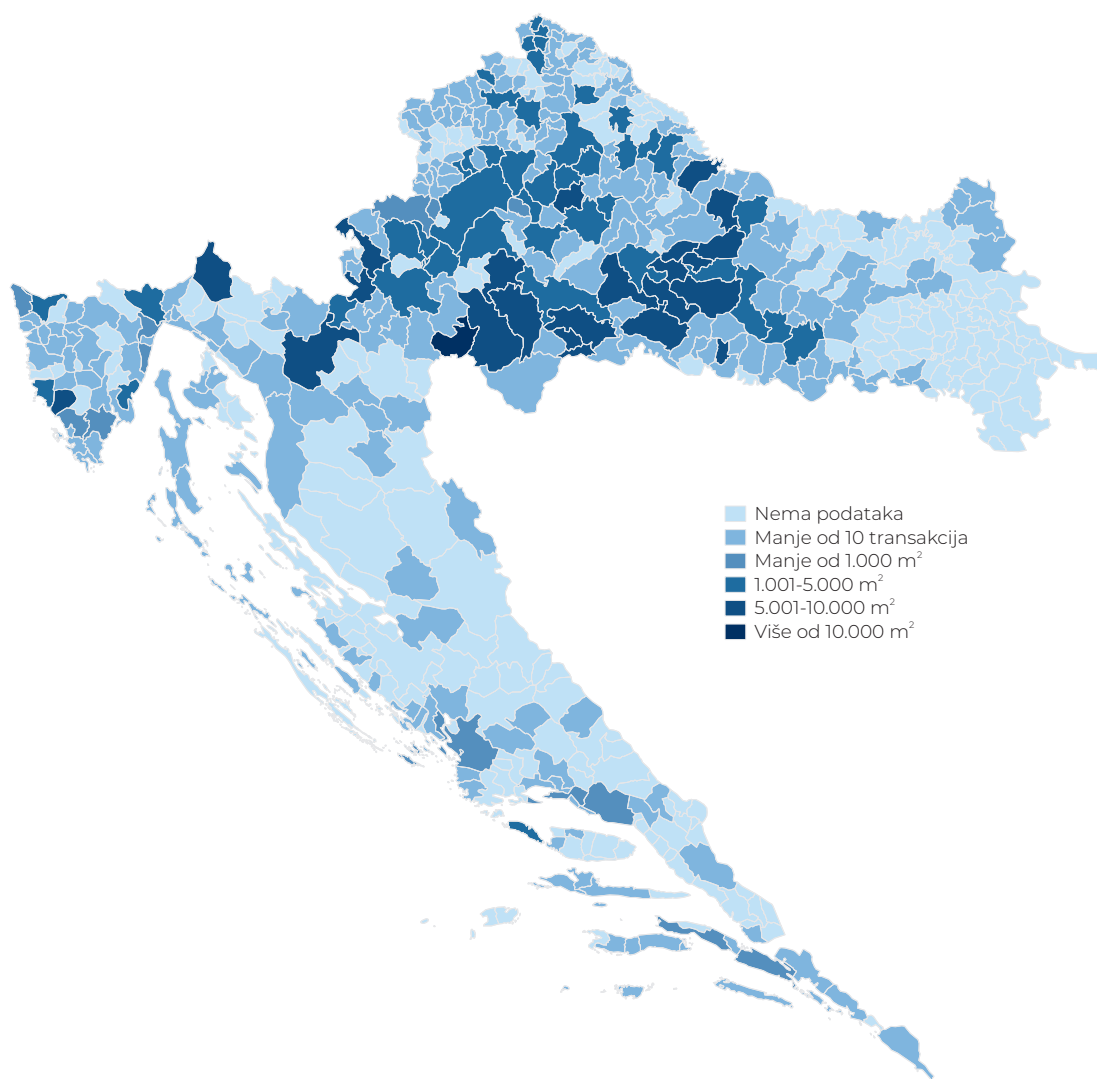 Nema podataka
Manje od 10 transakcija
Manje od 1.000 m²
1.001-5.000 m²
5.001-10.000 m²
Više od 10.000 m²